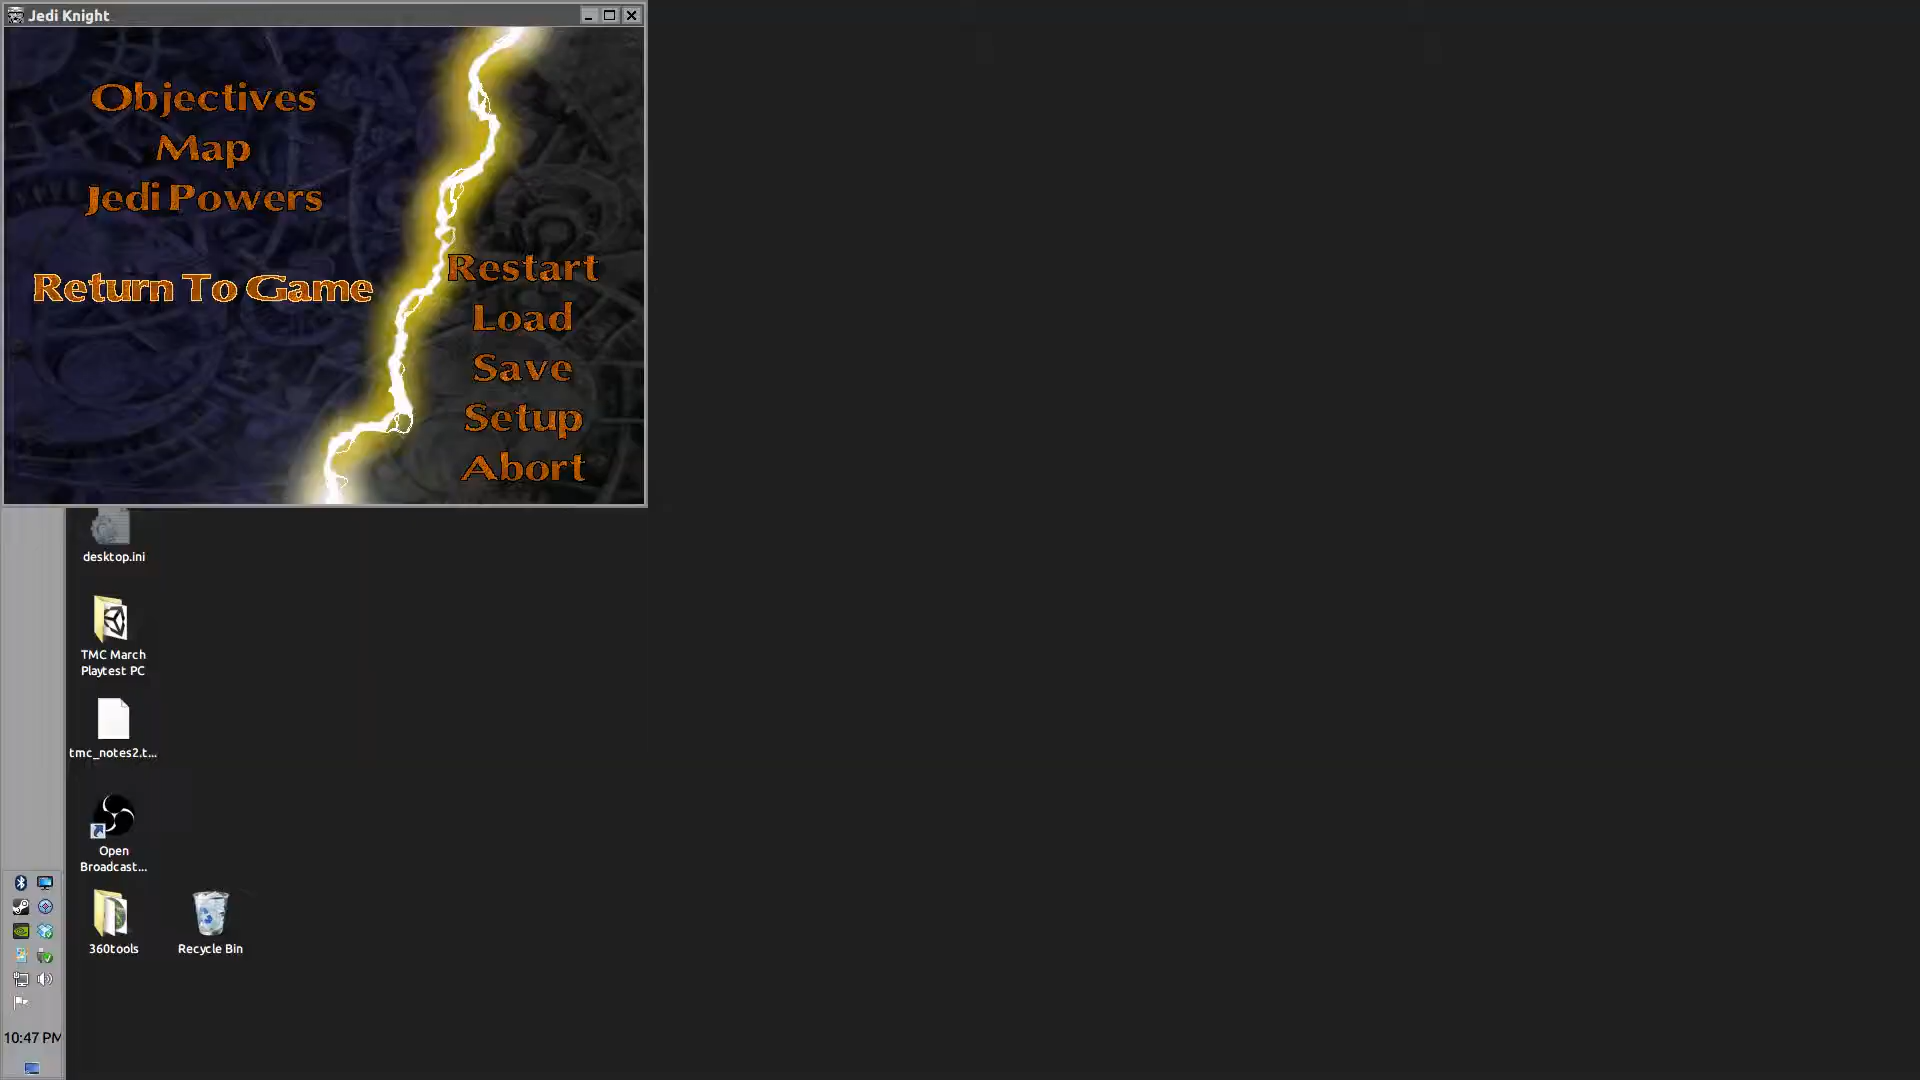 Jedi Knight
Objectives
Map
Jedi Powers
Return To Game
Restart
Load
Save
Setup
Abort
desktop.ini
TMC March
Playtest PC
tmc_notes2.t...
Open
Broadcast...
360tools
Recycle Bin
10:47 PM